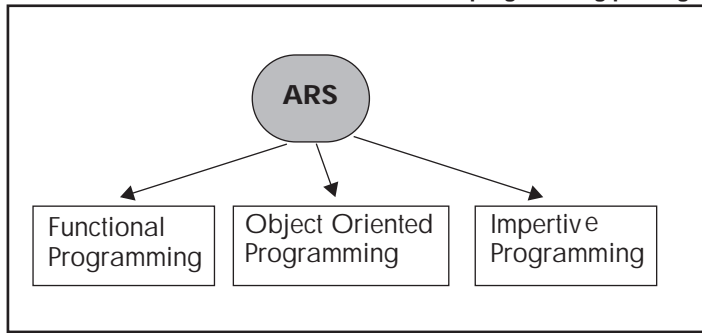 ARS
Functional
Programming
Object Oriented
Programming
Impertive
Programming